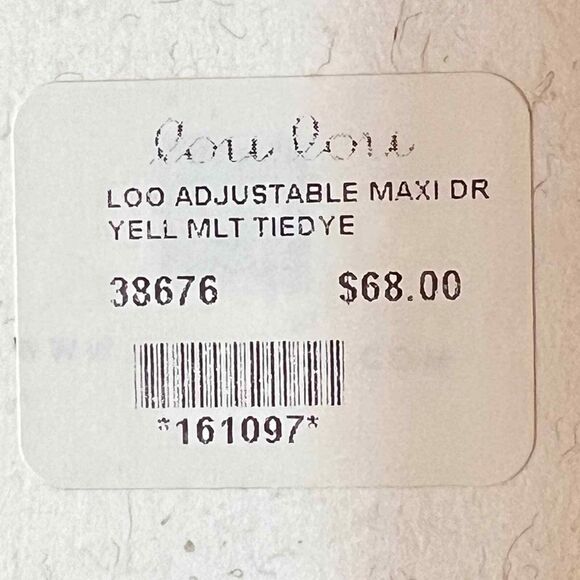 lou lou
LOO ADJUSTABLE MAXI DR
YELL MLT TIEDYE
38676 $68.00
*161097*